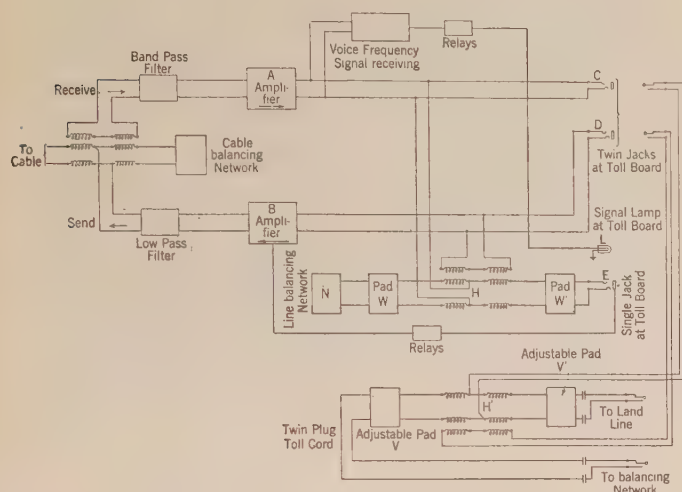 Band Pass
Filter
Receive
A
Ampli-
fier
Voice Frequency
Signal receiving
Relays
C
D
Twin Jacks
at Toll Board
To
Cable
Cable
balancing
Network
Send
Low Pass
Filter
B
Ampli-
fier
Signal Lamp
at Toll Board
L
Line balancing
Network
N
Pad
W
H
Pad
W'
E
Single Jack
at Toll Board
Relays
Adjustable Pad
V'
Twin Plug
Toll Cord
Adjustable Pad
V
H'
To Land
Line
To balancing
Network